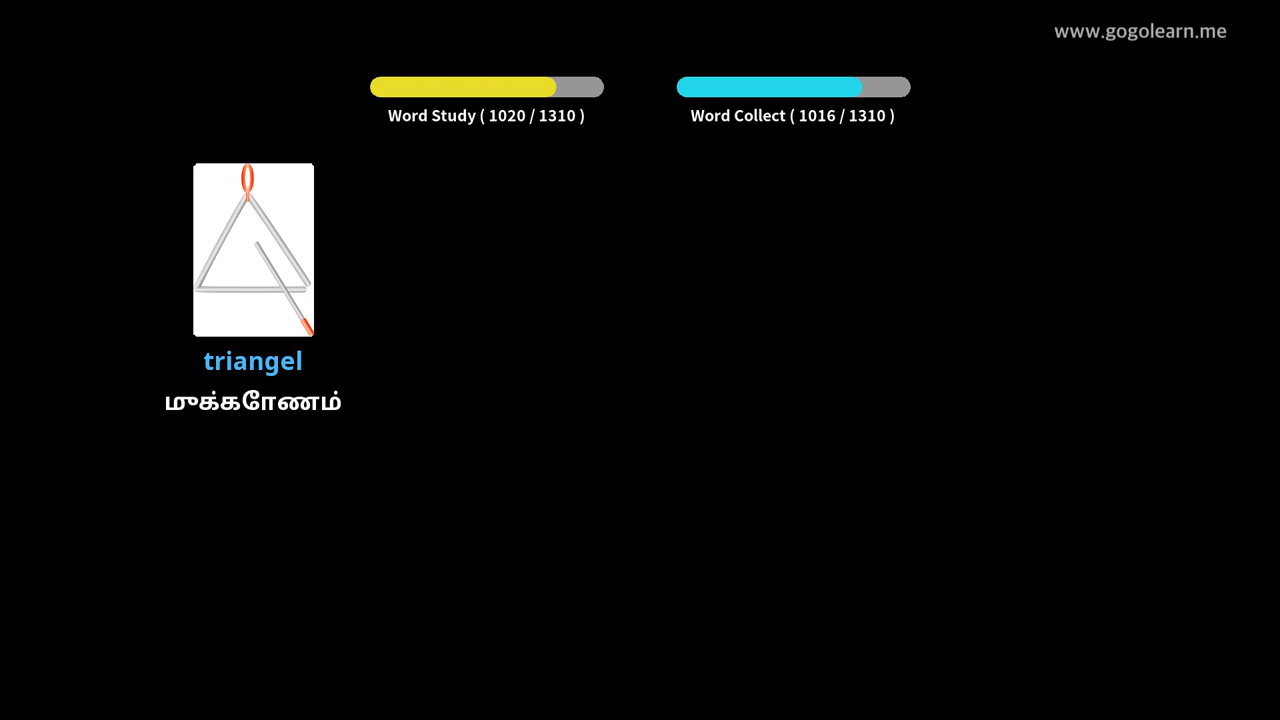 www.gogolearn.me
Word Study ( 1020 / 1310 )
Word Collect ( 1016 / 1310 )
triangel
முக்கோணம்